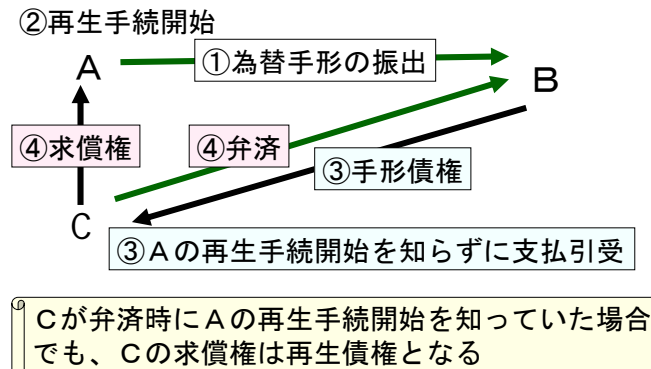 ②再生手続開始
A
①為替手形の振出
B
④求償権
④弁済
③手形債権
C
③Aの再生手続開始を知らずに支払引受
Cが弁済時にAの再生手続開始を知っていた場合
でも、Cの求償権は再生債権となる